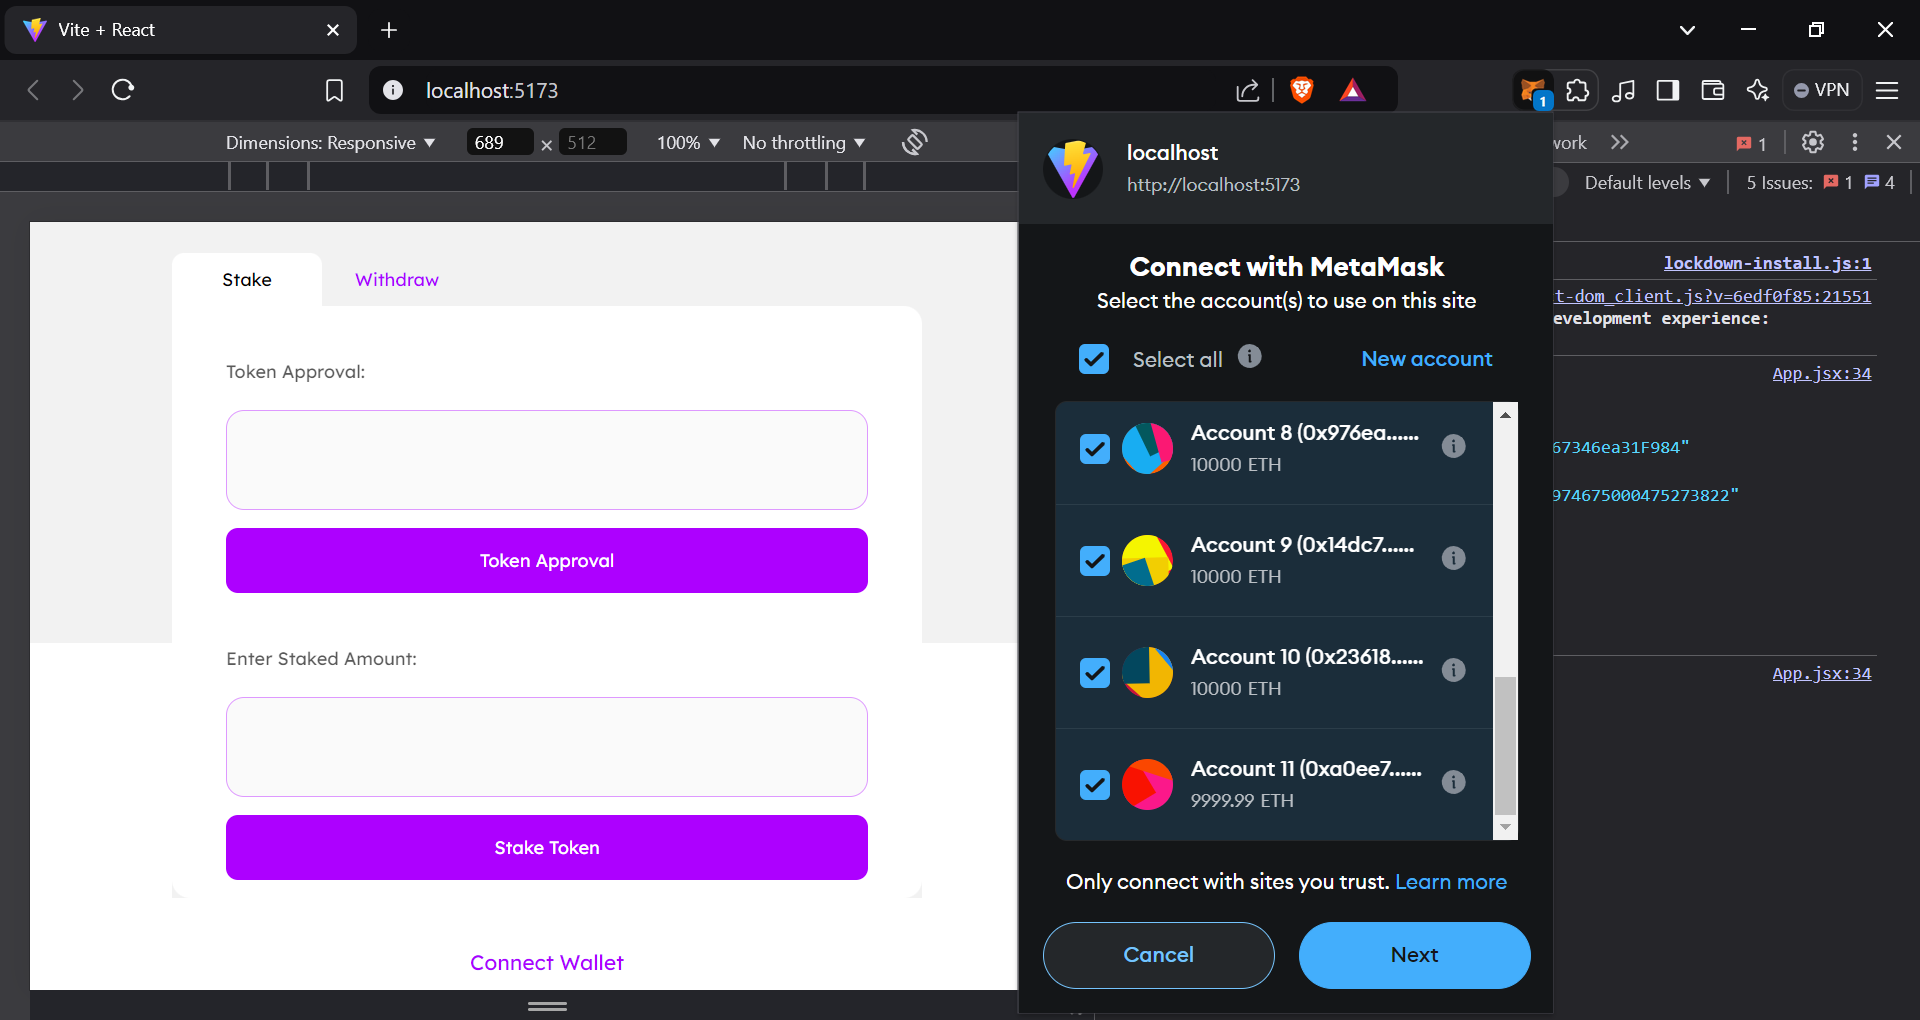 Vite + React
localhost:5173
1
VPN
Dimensions: Responsive
689 × 512
100%
No throttling
Stake
Withdraw
Token Approval:
Token Approval
Enter Staked Amount:
Stake Token
Connect Wallet
localhost
http://localhost:5173
Connect with MetaMask
Select the account(s) to use on this site
Select all
New account
Account 8 (0x976ea......
10000 ETH
Account 9 (0x14dc7......
10000 ETH
Account 10 (0x23618......
10000 ETH
Account 11 (0xa0ee7......
9999.99 ETH
Only connect with sites you trust. Learn more
Cancel
Next
work
1
Default levels
5 Issues: 1 4
lockdown-install.js:1
t-dom_client.js?v=6edf0f85:21551
evelopment experience:
App.jsx:34
67346ea31F984"
974675000475273822"
App.jsx:34